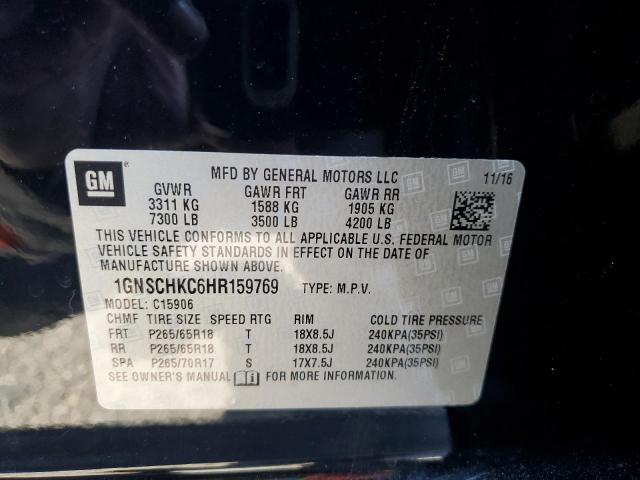 GM
MFD BY GENERAL MOTORS LLC
11/16
GVWR GAWR FRT GAWR RR
3311 KG 1588 KG 1905 KG
7300 LB 3500 LB 4200 LB
THIS VEHICLE CONFORMS TO ALL APPLICABLE U.S. FEDERAL MOTOR
VEHICLE SAFETY STANDARDS IN EFFECT ON THE DATE OF
MANUFACTURE SHOWN ABOVE.
1GNSCHKC6HR159769 TYPE: M.P.V.
MODEL: C15906
CHMF TIRE SIZE SPEED RTG RIM COLD TIRE PRESSURE
FRT P265/65R18 T 18X8.5J 240KPA(35PSI)
RR P265/65R18 T 18X8.5J 240KPA(35PSI)
SPA P265/70R17 S 17X7.5J 240KPA(35PSI)
SEE OWNER'S MANUAL FOR MORE INFORMATION.